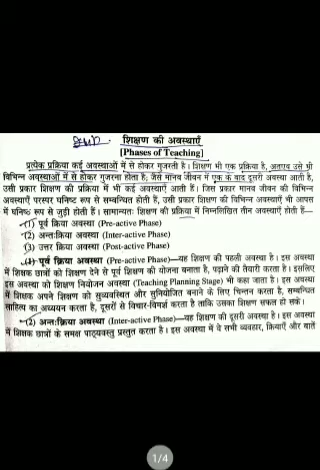 शिक्षण की अवस्थाएँ
[Phases of Teaching]
प्रत्येक प्रक्रिया कई अवस्थाओं में से होकर गुजरती है। शिक्षण भी एक प्रक्रिया है, अतएव उसे भी
विभिन्न अवस्थाओं में से होकर गुजरना होता है; जैसे मानव जीवन में एक के बाद दूसरी अवस्था आती है,
उसी प्रकार शिक्षण की प्रक्रिया में भी कई अवस्थाएँ आती हैं। जिस प्रकार मानव जीवन की विभिन्न
अवस्थाएँ परस्पर घनिष्ठ रूप से सम्बन्धित होती हैं, उसी प्रकार शिक्षण की विभिन्न अवस्थाएँ भी आपस
में घनिष्ठ रूप से जुड़ी होती हैं। सामान्यतः शिक्षण की प्रक्रिया में निम्नलिखित तीन अवस्थाएँ होती हैं—
(1) पूर्व क्रिया अवस्था (Pre-active Phase)
(2) अन्तःक्रिया अवस्था (Inter-active Phase)
(3) उत्तर क्रिया अवस्था (Post-active Phase)
(1) पूर्व क्रिया अवस्था (Pre-active Phase)—यह शिक्षण की पहली अवस्था है। इस अवस्था
में शिक्षक छात्रों को शिक्षण देने से पूर्व शिक्षण की योजना बनाता है, पढ़ाने की तैयारी करता है। इसलिए
इस अवस्था को शिक्षण नियोजन अवस्था (Teaching Planning Stage) भी कहा जाता है। इस अवस्था
में शिक्षक अपने शिक्षण को सुव्यवस्थित और सुनियोजित बनाने के लिए चिन्तन करता है, सम्बन्धित
साहित्य का अध्ययन करता है, दूसरों से विचार-विमर्श करता है ताकि उसका शिक्षण सफल हो सके।
(2) अन्तःक्रिया अवस्था (Inter-active Phase)—यह शिक्षण की दूसरी अवस्था है। इस अवस्था
में शिक्षक छात्रों के समक्ष पाठ्यवस्तु प्रस्तुत करता है। इस अवस्था में वे सभी व्यवहार, क्रियाएँ और बातें
1/4